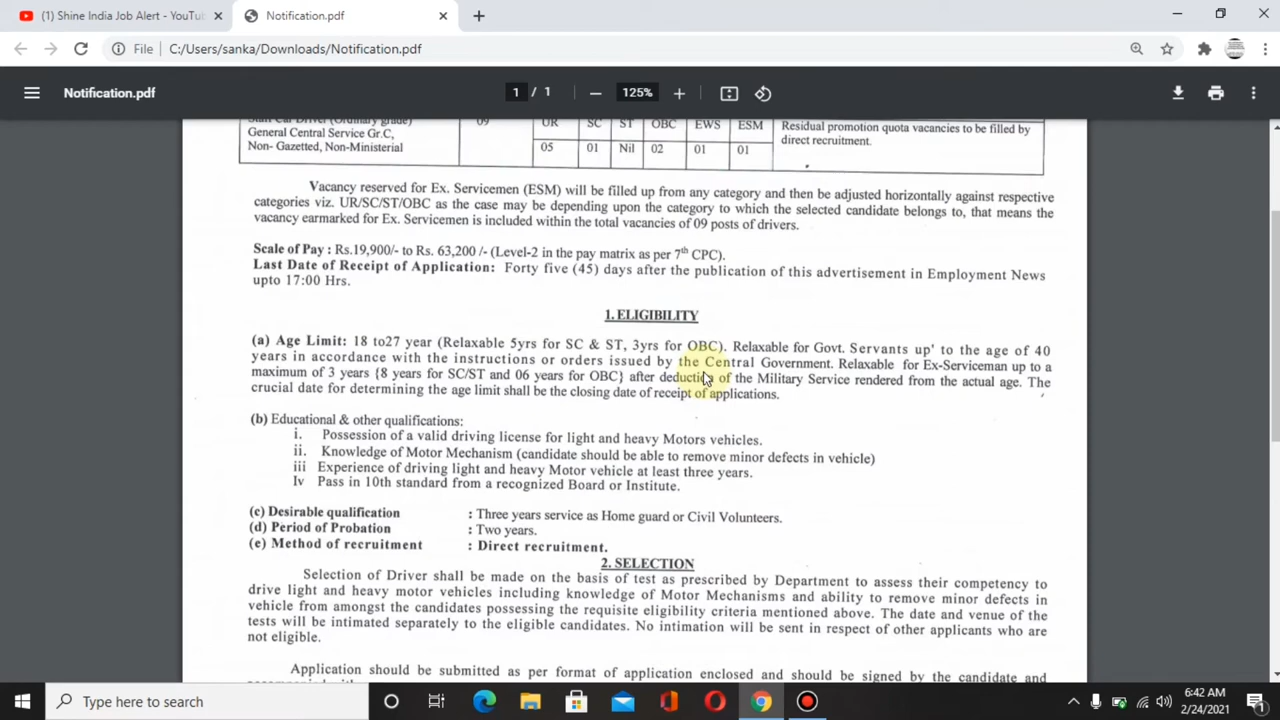 (1) Shine India Job Alert - YouTu
Notification.pdf
File
C:/Users/sanka/Downloads/Notification.pdf
Notification.pdf
1 / 1
125%
Staff Car Driver (Ordinary grade)
General Central Service Gr.C,
Non- Gazetted, Non-Ministerial
09
UR SC ST OBC EWS ESM
05 01 Nil 02 01 01
Residual promotion quota vacancies to be filled by
direct recruitment.
Vacancy reserved for Ex. Servicemen (ESM) will be filled up from any category and then be adjusted horizontally against respective
categories viz. UR/SC/ST/OBC as the case may be depending upon the category to which the selected candidate belongs to, that means the
vacancy earmarked for Ex. Servicemen is included within the total vacancies of 09 posts of drivers.
Scale of Pay : Rs.19,900/- to Rs. 63,200 /- (Level-2 in the pay matrix as per 7th CPC).
Last Date of Receipt of Application: Forty five (45) days after the publication of this advertisement in Employment News
upto 17:00 Hrs.
1. ELIGIBILITY
(a) Age Limit: 18 to27 year (Relaxable 5yrs for SC & ST, 3yrs for OBC). Relaxable for Govt. Servants up' to the age of 40
years in accordance with the instructions or orders issued by the Central Government. Relaxable for Ex-Serviceman up to a
maximum of 3 years {8 years for SC/ST and 06 years for OBC} after deduction of the Military Service rendered from the actual age. The
crucial date for determining the age limit shall be the closing date of receipt of applications.
(b) Educational & other qualifications:
i. Possession of a valid driving license for light and heavy Motors vehicles.
ii. Knowledge of Motor Mechanism (candidate should be able to remove minor defects in vehicle)
iii Experience of driving light and heavy Motor vehicle at least three years.
Iv Pass in 10th standard from a recognized Board or Institute.
(c) Desirable qualification : Three years service as Home guard or Civil Volunteers.
(d) Period of Probation : Two years.
(e) Method of recruitment : Direct recruitment.
2. SELECTION
Selection of Driver shall be made on the basis of test as prescribed by Department to assess their competency to
drive light and heavy motor vehicles including knowledge of Motor Mechanisms and ability to remove minor defects in
vehicle from amongst the candidates possessing the requisite eligibility criteria mentioned above. The date and venue of the
tests will be intimated separately to the eligible candidates. No intimation will be sent in respect of other applicants who are
not eligible.
Application should be submitted as per format of application enclosed and should be signed by the candidate and
Type here to search
6:42 AM
2/24/2021
1